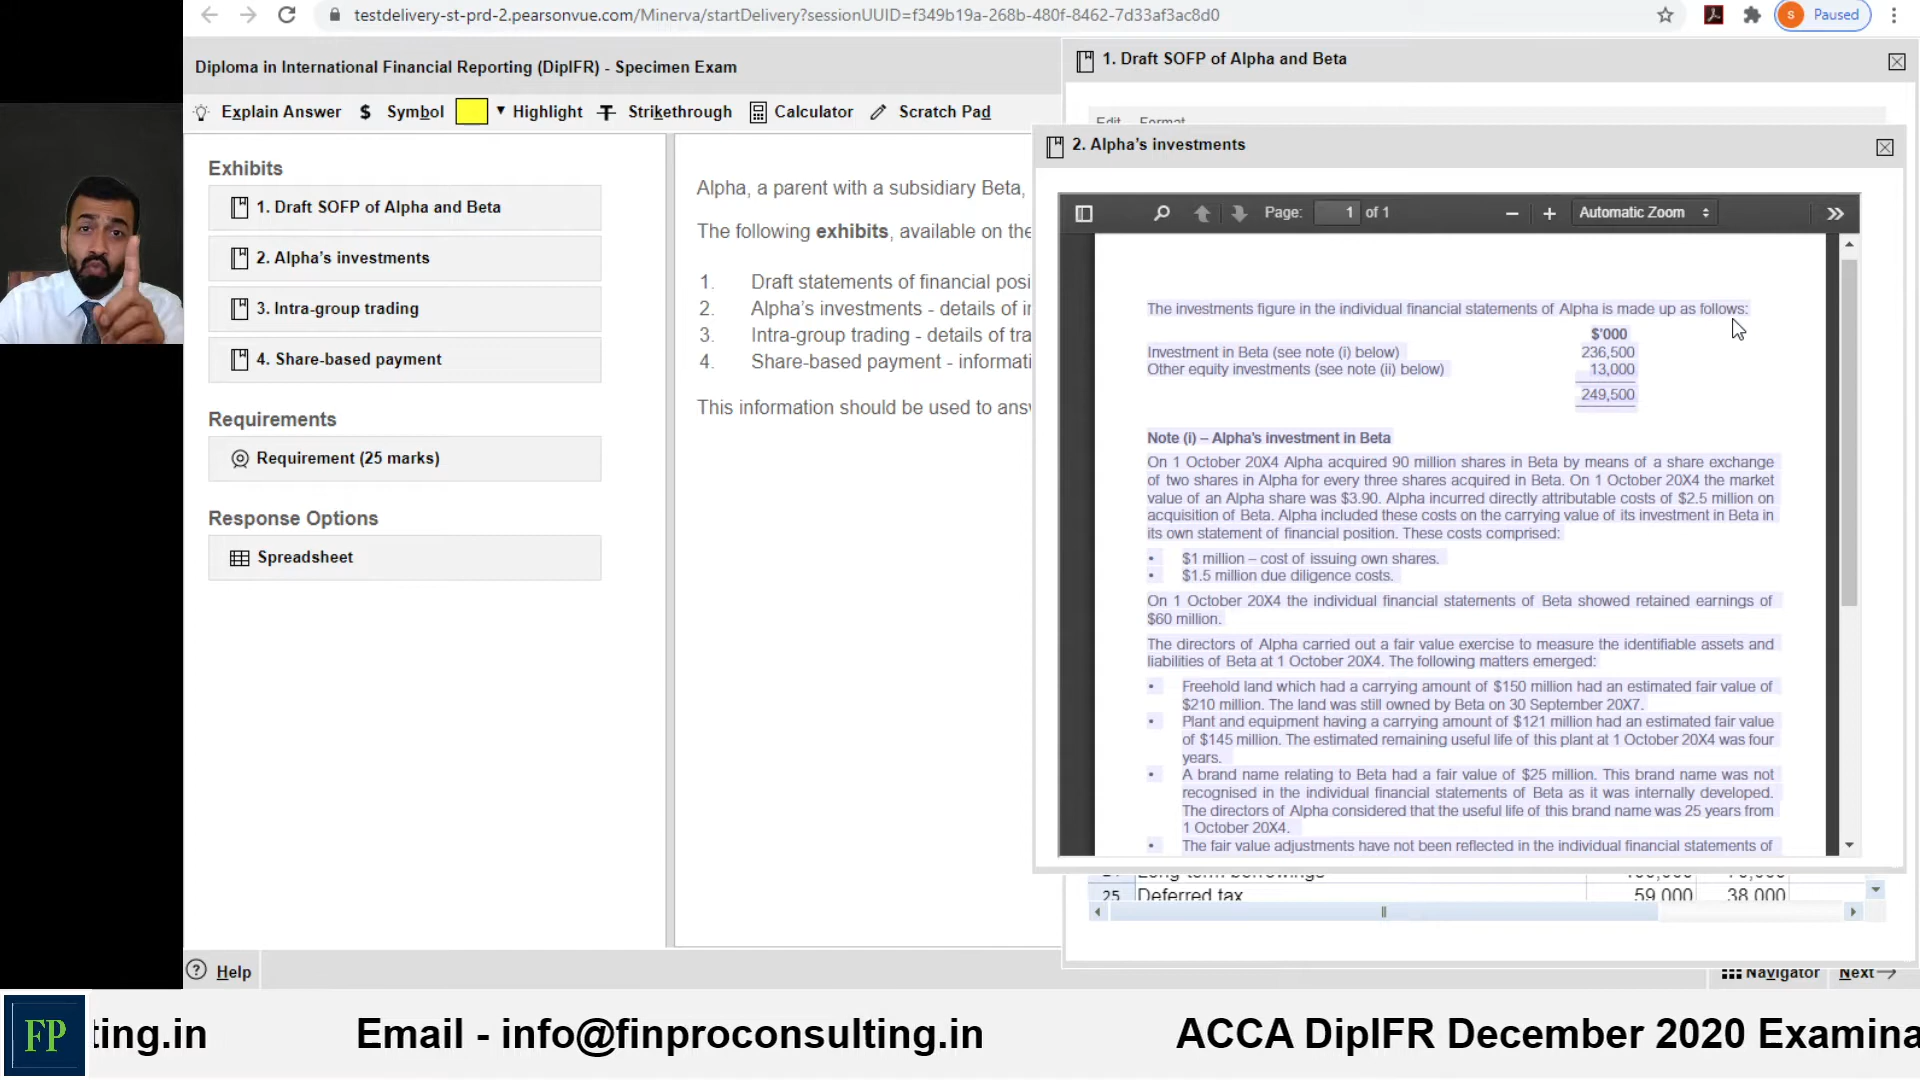 testdelivery-st-prd-2.pearsonvue.com/Minerva/startDelivery?sessionUUID=f349b19a-268b-480f-8462-7d33af3ac8d0
S Paused
Diploma in International Financial Reporting (DipIFR) - Specimen Exam
Explain Answer $ Symbol Highlight Strikethrough Calculator Scratch Pad
Exhibits
1. Draft SOFP of Alpha and Beta
2. Alpha's investments
3. Intra-group trading
4. Share-based payment
Requirements
Requirement (25 marks)
Response Options
Spreadsheet
Alpha, a parent with a subsidiary Beta,
The following exhibits, available on the
1. Draft statements of financial posi
2. Alpha's investments - details of i
3. Intra-group trading - details of tra
4. Share-based payment - informati
This information should be used to ans
1. Draft SOFP of Alpha and Beta
Edit Format
2. Alpha's investments
Page: 1 of 1
Automatic Zoom
The investments figure in the individual financial statements of Alpha is made up as follows:
$'000
Investment in Beta (see note (i) below) 236,500
Other equity investments (see note (ii) below) 13,000
249,500
Note (i) – Alpha's investment in Beta
On 1 October 20X4 Alpha acquired 90 million shares in Beta by means of a share exchange
of two shares in Alpha for every three shares acquired in Beta. On 1 October 20X4 the market
value of an Alpha share was $3.90. Alpha incurred directly attributable costs of $2.5 million on
acquisition of Beta. Alpha included these costs on the carrying value of its investment in Beta in
its own statement of financial position. These costs comprised:
• $1 million – cost of issuing own shares.
• $1.5 million due diligence costs.
On 1 October 20X4 the individual financial statements of Beta showed retained earnings of
$60 million.
The directors of Alpha carried out a fair value exercise to measure the identifiable assets and
liabilities of Beta at 1 October 20X4. The following matters emerged:
• Freehold land which had a carrying amount of $150 million had an estimated fair value of
$210 million. The land was still owned by Beta on 30 September 20X7.
• Plant and equipment having a carrying amount of $121 million had an estimated fair value
of $145 million. The estimated remaining useful life of this plant at 1 October 20X4 was four
years.
• A brand name relating to Beta had a fair value of $25 million. This brand name was not
recognised in the individual financial statements of Beta as it was internally developed.
The directors of Alpha considered that the useful life of this brand name was 25 years from
1 October 20X4.
• The fair value adjustments have not been reflected in the individual financial statements of
Long term borrowings
25 Deferred tax 59,000 38,000
Help
Navigator Next
FP
ting.in Email - info@finproconsulting.in ACCA DipIFR December 2020 Examina